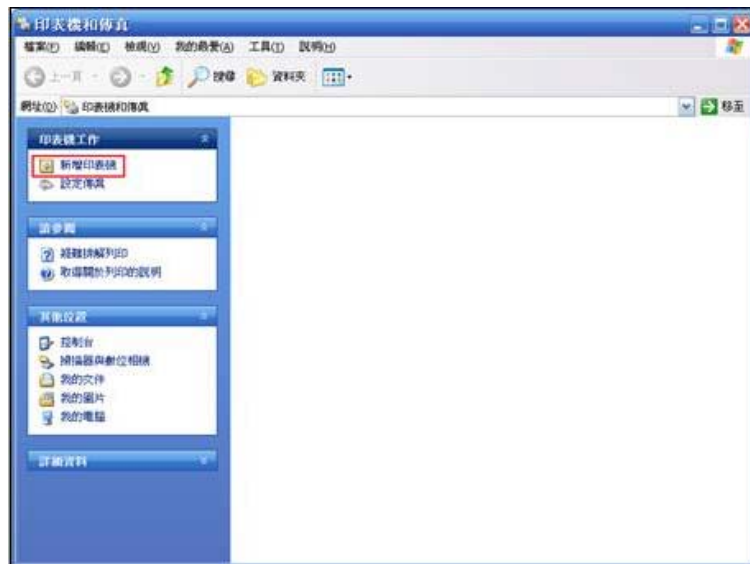 印表機和傳真
檔案(F) 編輯(E) 檢視(V) 我的最愛(A) 工具(T) 說明(H)
上一頁 搜尋 資料夾
網址(D) 印表機和傳真 移至
印表機工作
新增印表機
設定傳真
請參閱
疑難排解列印
取得關於列印的說明
其他位置
控制台
掃描器與數位相機
我的文件
我的圖片
我的電腦
詳細資料